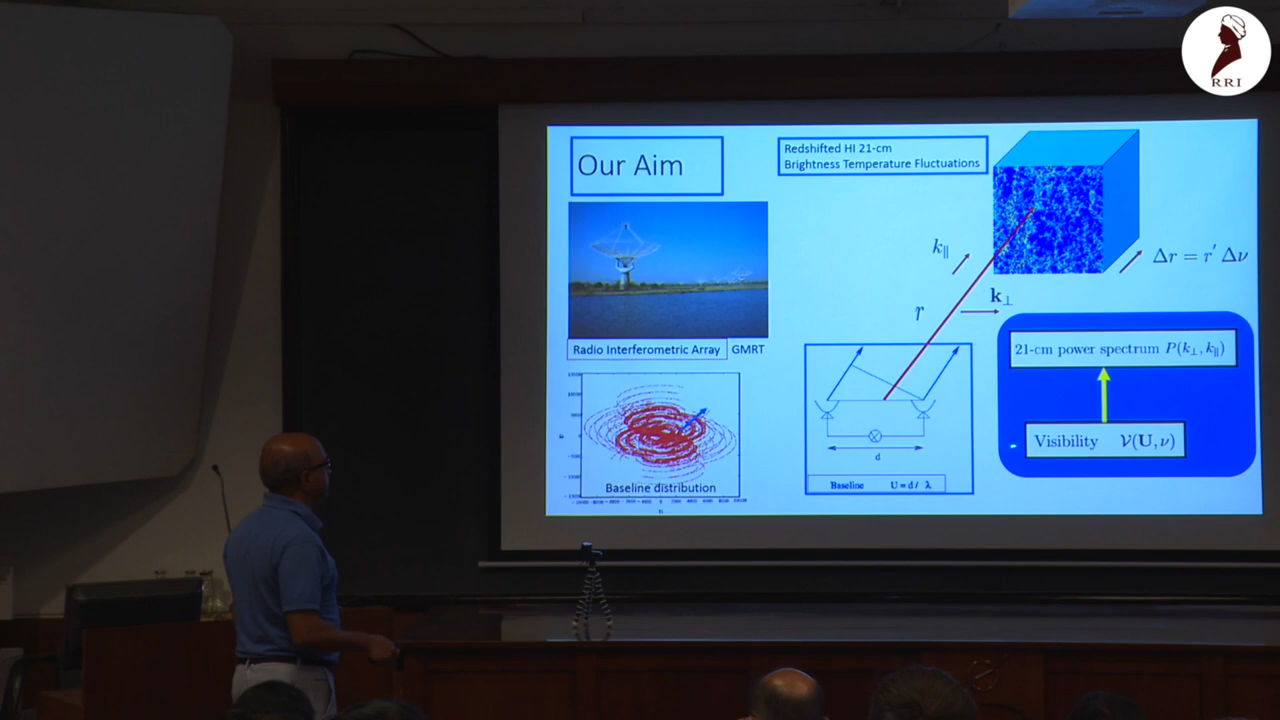 RRI
Our Aim
Redshifted HI 21-cm
Brightness Temperature Fluctuations
k∥
Δr = r′ Δν
k⊥
r
Radio Interferometric Array
GMRT
21-cm power spectrum P(k⊥, k∥)
Visibility V(U, ν)
d
Baseline U = d / λ
Baseline distribution